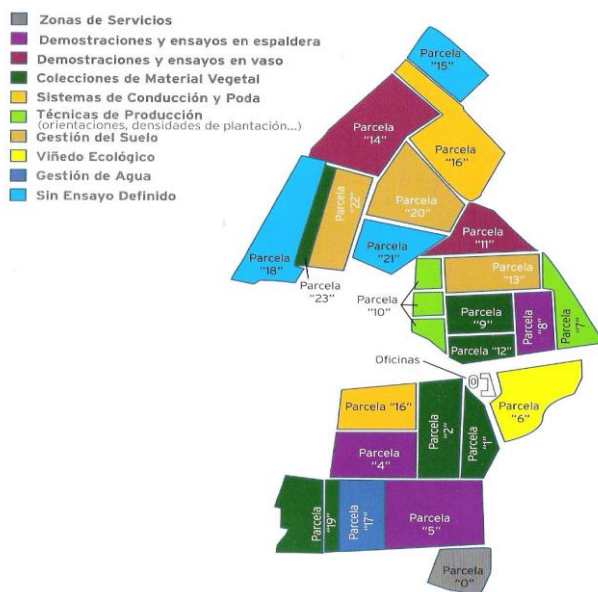 Zonas de Servicios
Demostraciones y ensayos en espaldera
Demostraciones y ensayos en vaso
Colecciones de Material Vegetal
Sistemas de Conducción y Poda
Técnicas de Producción
(orientaciones, densidades de plantación...)
Gestión del Suelo
Viñedo Ecológico
Gestión de Agua
Sin Ensayo Definido
Parcela
"15"
Parcela
"14"
Parcela
"16"
Parcela
"22"
Parcela
"20"
Parcela
"18"
Parcela
"21"
Parcela
"11"
Parcela
"23"
Parcela
"10"
Parcela
"13"
Parcela
"9"
Parcela
"8"
Parcela
"7"
Parcela "12"
Oficinas
Parcela
"6"
Parcela "16"
Parcela
"2"
Parcela
"1"
Parcela
"4"
Parcela
"19"
Parcela
"17"
Parcela
"5"
Parcela
"0"